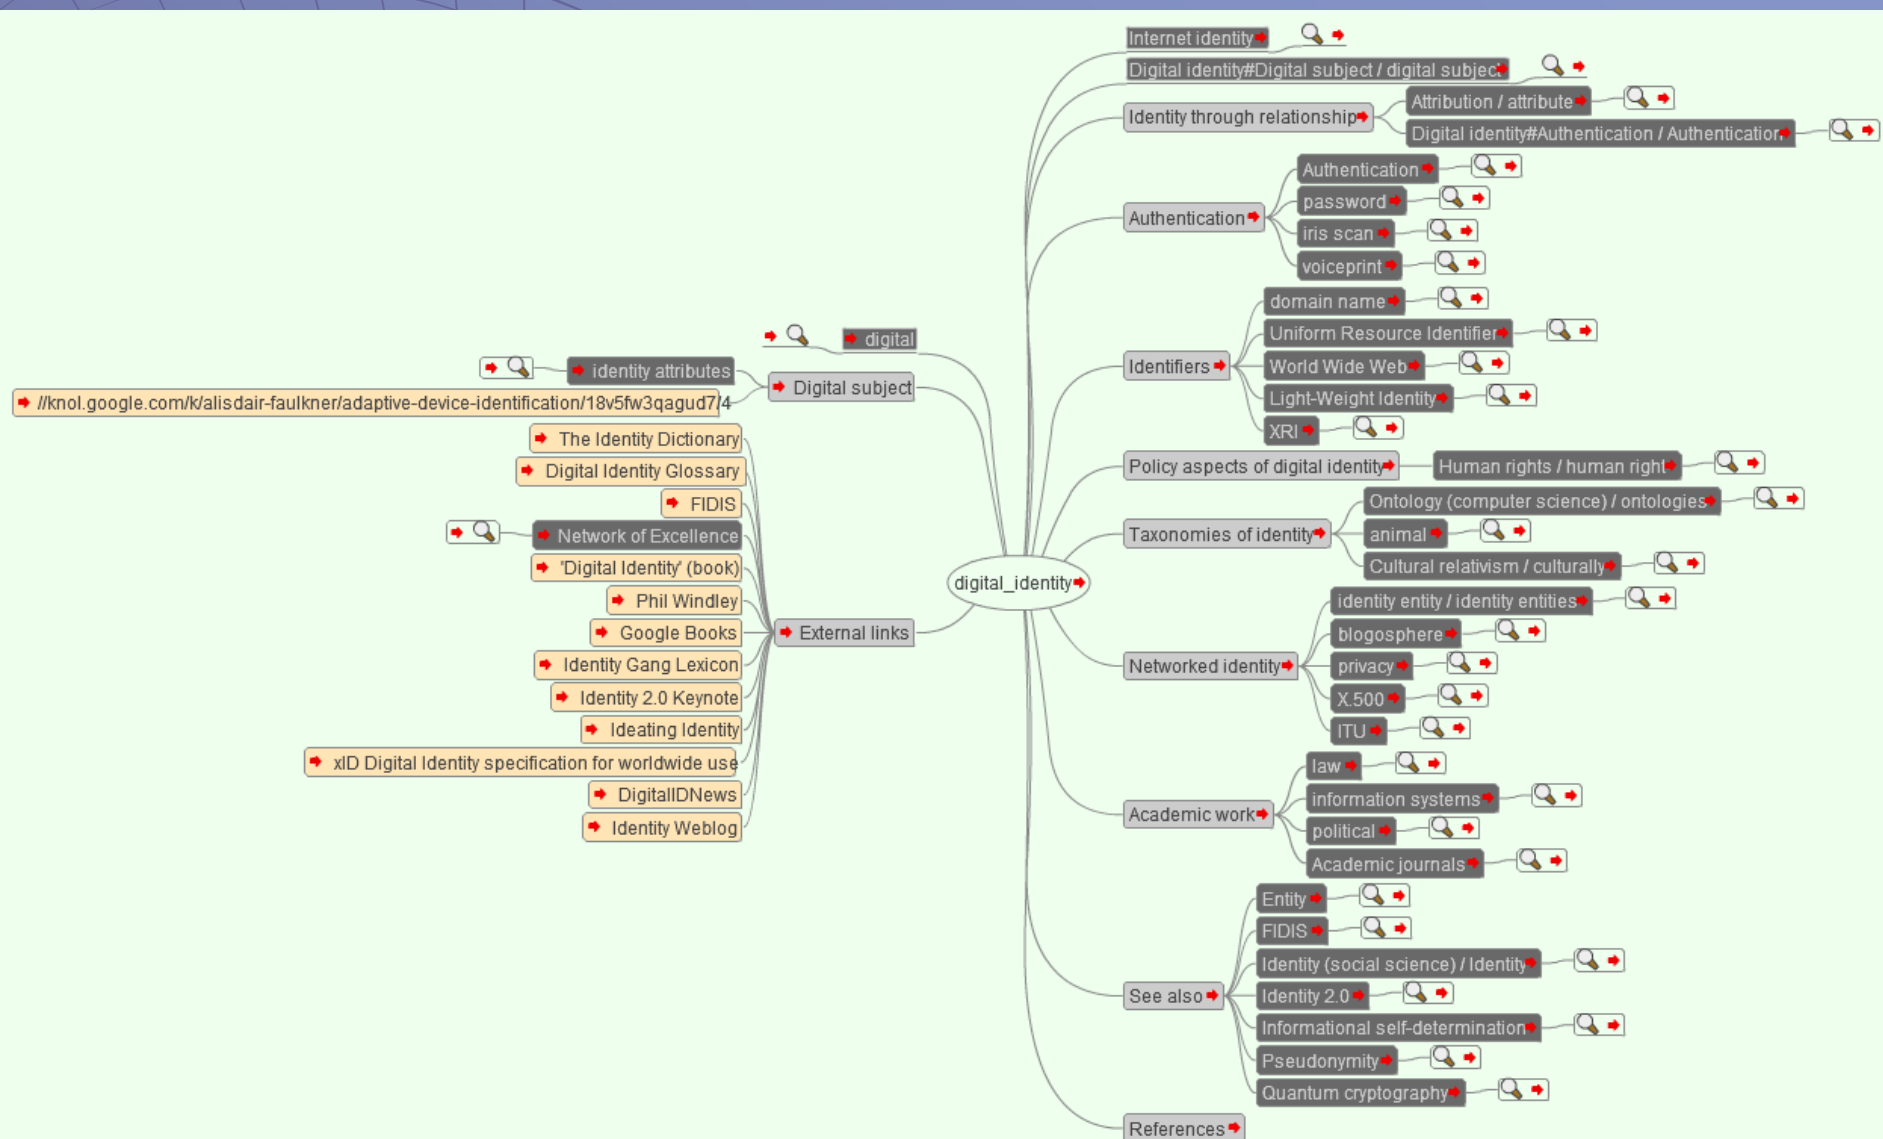 Internet identity
Digital identity#Digital subject / digital subject
Identity through relationship
Attribution / attribute
Digital identity#Authentication / Authentication
Authentication
Authentication
password
iris scan
voiceprint
Identifiers
domain name
Uniform Resource Identifier
World Wide Web
Light-Weight Identity
XRI
Policy aspects of digital identity
Human rights / human right
Taxonomies of identity
Ontology (computer science) / ontologies
animal
Cultural relativism / culturally
Networked identity
identity entity / identity entities
blogosphere
privacy
X.500
ITU
Academic work
law
information systems
political
Academic journals
See also
Entity
FIDIS
Identity (social science) / Identity
Identity 2.0
Informational self-determination
Pseudonymity
Quantum cryptography
References
digital_identity
digital
Digital subject
identity attributes
//knol.google.com/k/alisdair-faulkner/adaptive-device-identification/18v5fw3qagud7/4
External links
The Identity Dictionary
Digital Identity Glossary
FIDIS
Network of Excellence
'Digital Identity' (book)
Phil Windley
Google Books
Identity Gang Lexicon
Identity 2.0 Keynote
Ideating Identity
xID Digital Identity specification for worldwide use
DigitalIDNews
Identity Weblog